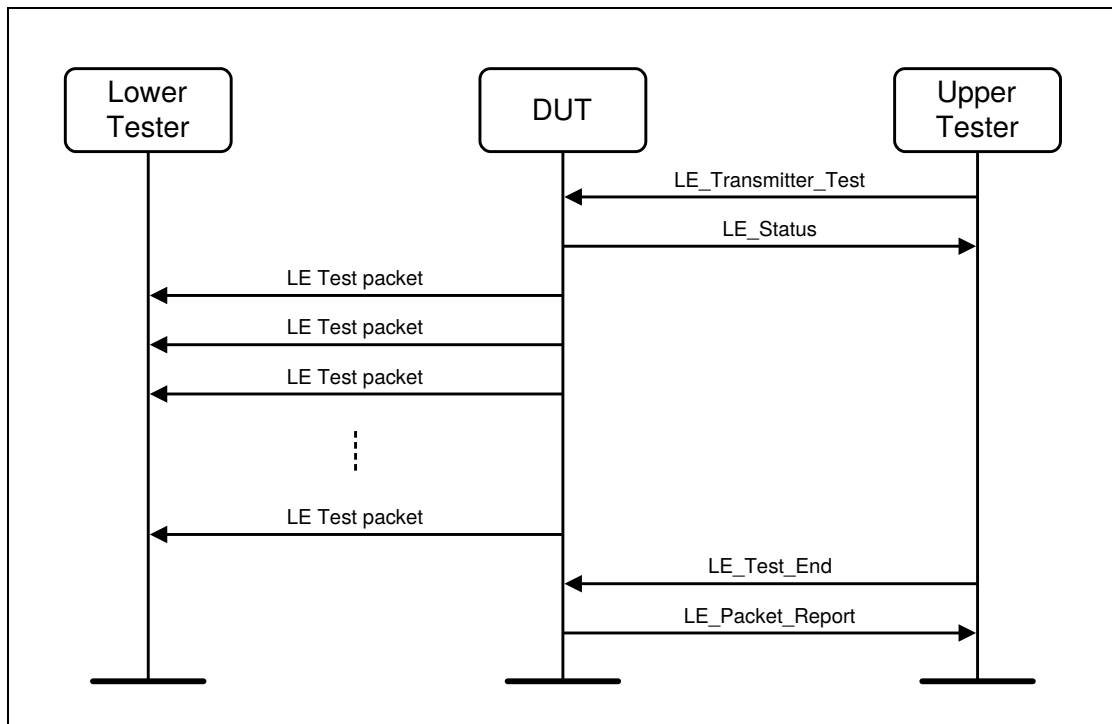 Lower
Tester
DUT
Upper
Tester
LE_Transmitter_Test
LE_Status
LE Test packet
LE Test packet
LE Test packet
LE Test packet
LE_Test_End
LE_Packet_Report